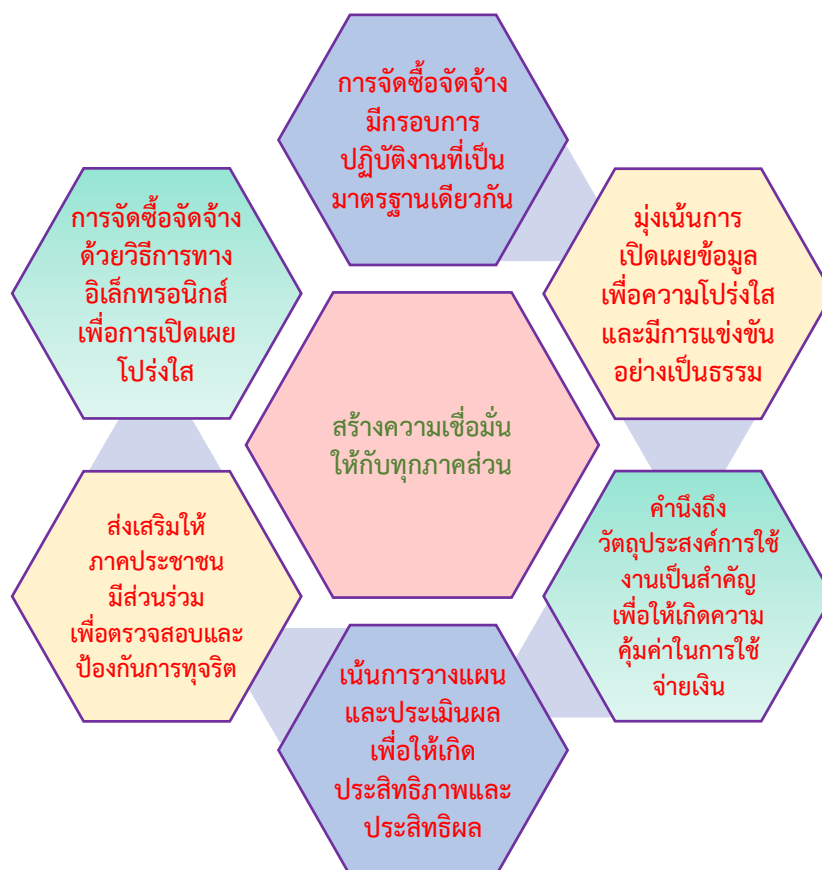 การจัดซื้อจัดจ้าง
มีกรอบการ
ปฏิบัติงานที่เป็น
มาตรฐานเดียวกัน
มุ่งเน้นการ
เปิดเผยข้อมูล
เพื่อความโปร่งใส
และมีการแข่งขัน
อย่างเป็นธรรม
คำนึงถึง
วัตถุประสงค์การใช้
งานเป็นสำคัญ
เพื่อให้เกิดความ
คุ้มค่าในการใช้
จ่ายเงิน
เน้นการวางแผน
และประเมินผล
เพื่อให้เกิด
ประสิทธิภาพและ
ประสิทธิผล
ส่งเสริมให้
ภาคประชาชน
มีส่วนร่วม
เพื่อตรวจสอบและ
ป้องกันการทุจริต
การจัดซื้อจัดจ้าง
ด้วยวิธีการทาง
อิเล็กทรอนิกส์
เพื่อการเปิดเผย
โปร่งใส
สร้างความเชื่อมั่น
ให้กับทุกภาคส่วน